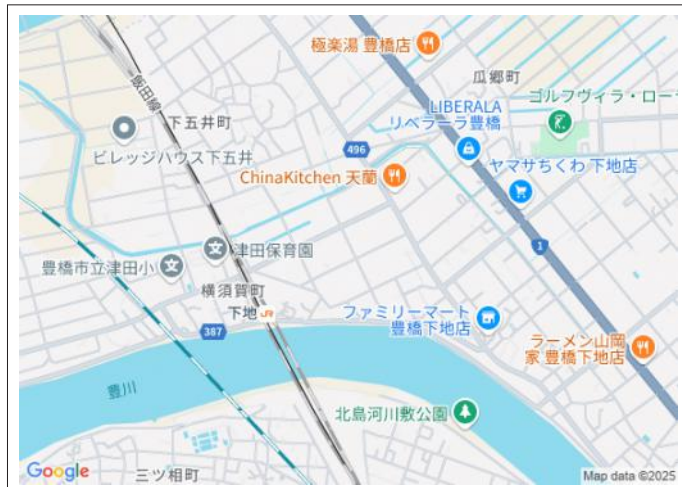 極楽湯 豊橋店
瓜郷町
飯田線
下五井町
LIBERALA
リベラーラ豊橋
ゴルフヴィラ・ロー
ビレッジハウス下五井
496
ChinaKitchen 天蘭
ヤマサちくわ 下地店
1
津田保育園
豊橋市立津田小
横須賀町
下地
JR
387
ファミリーマート
豊橋下地店
ラーメン山岡
家 豊橋下地店
豊川
北島河川敷公園
Google
三ツ相町
Map data ©2025